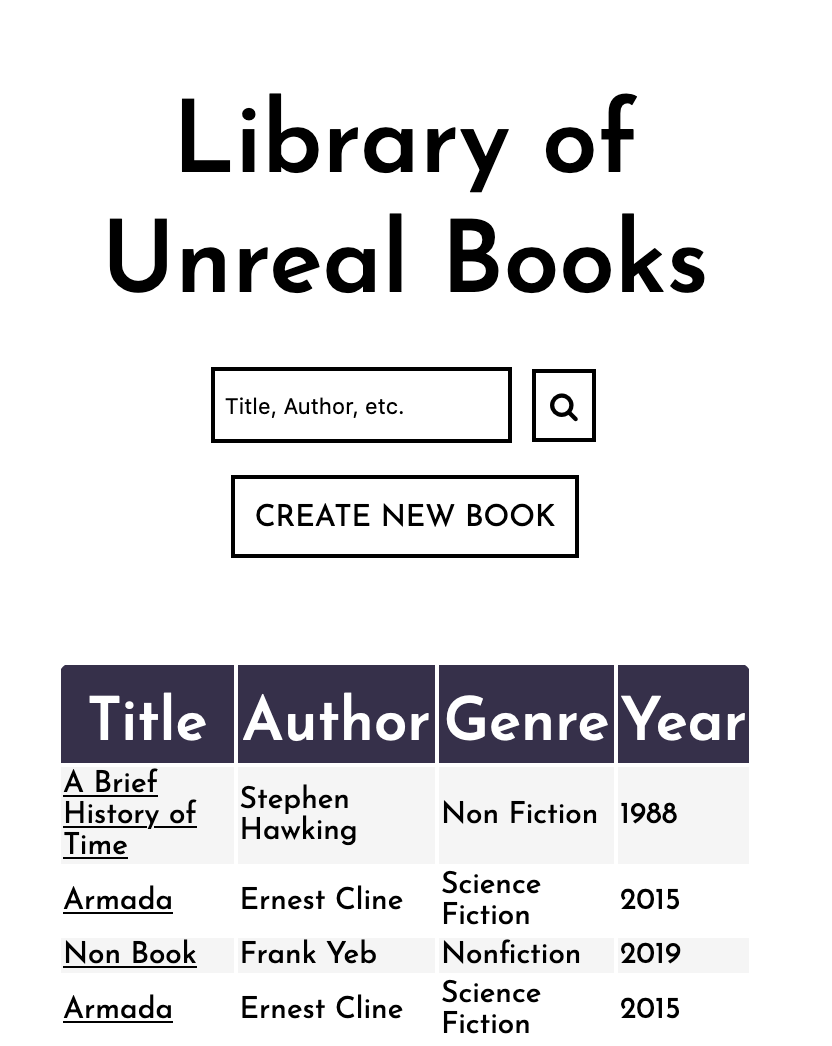 Library of
Unreal Books
Title, Author, etc.
CREATE NEW BOOK
Title Author Genre Year
A Brief
History of
Time
Stephen
Hawking
Non Fiction
1988
Armada
Ernest Cline
Science
Fiction
2015
Non Book
Frank Yeb
Nonfiction
2019
Armada
Ernest Cline
Science
Fiction
2015